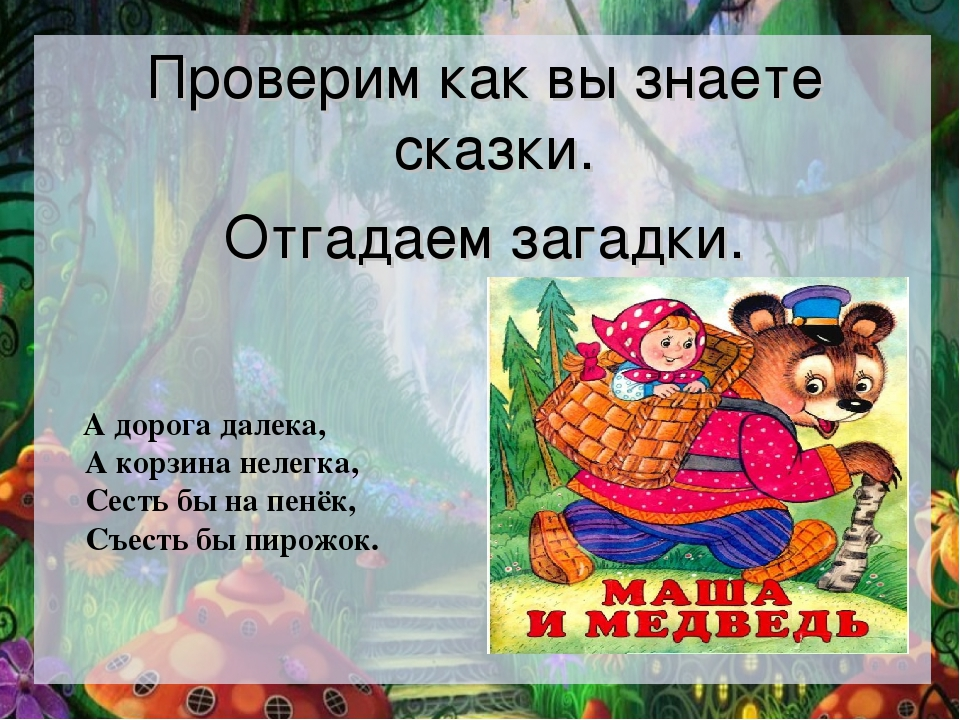 Проверим как вы знаете
сказки.
Отгадаем загадки.
А дорога далека,
А корзина нелегка,
Сесть бы на пенёк,
Съесть бы пирожок.
МАША
И МЕДВЕДЬ